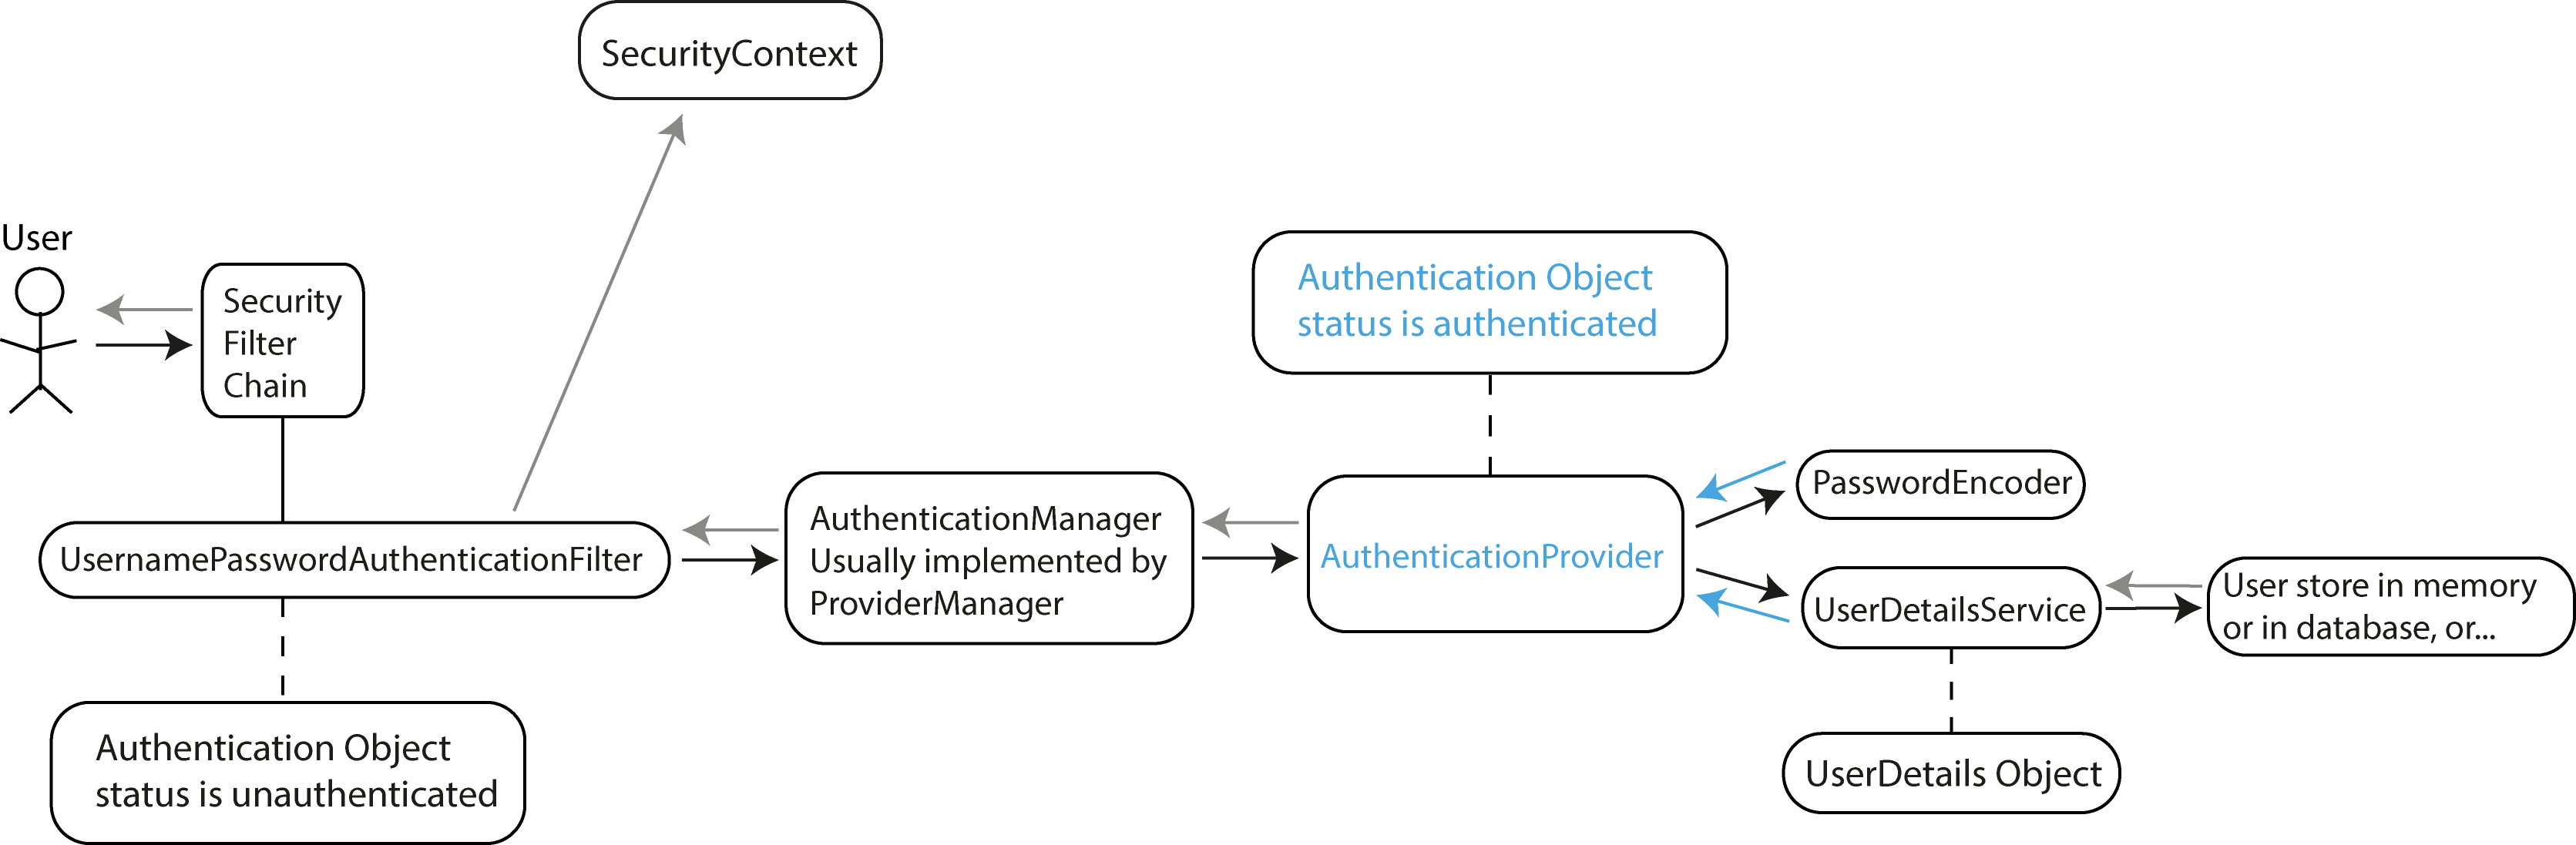 SecurityContext
User
Security
Filter
Chain
Authentication Object
status is authenticated
UsernamePasswordAuthenticationFilter
AuthenticationManager
Usually implemented by
ProviderManager
AuthenticationProvider
PasswordEncoder
UserDetailsService
User store in memory
or in database, or...
Authentication Object
status is unauthenticated
UserDetails Object